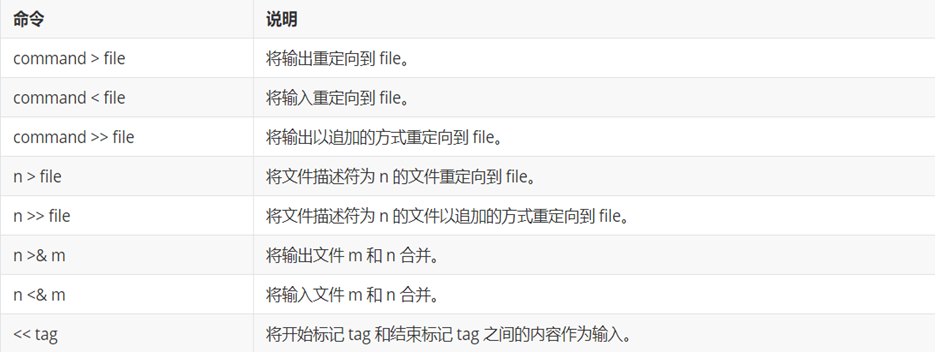 命令 说明
command > file 将输出重定向到 file。
command < file 将输入重定向到 file。
command >> file 将输出以追加的方式重定向到 file。
n > file 将文件描述符为 n 的文件重定向到 file。
n >> file 将文件描述符为 n 的文件以追加的方式重定向到 file。
n >& m 将输出文件 m 和 n 合并。
n <& m 将输入文件 m 和 n 合并。
<< tag 将开始标记 tag 和结束标记 tag 之间的内容作为输入。